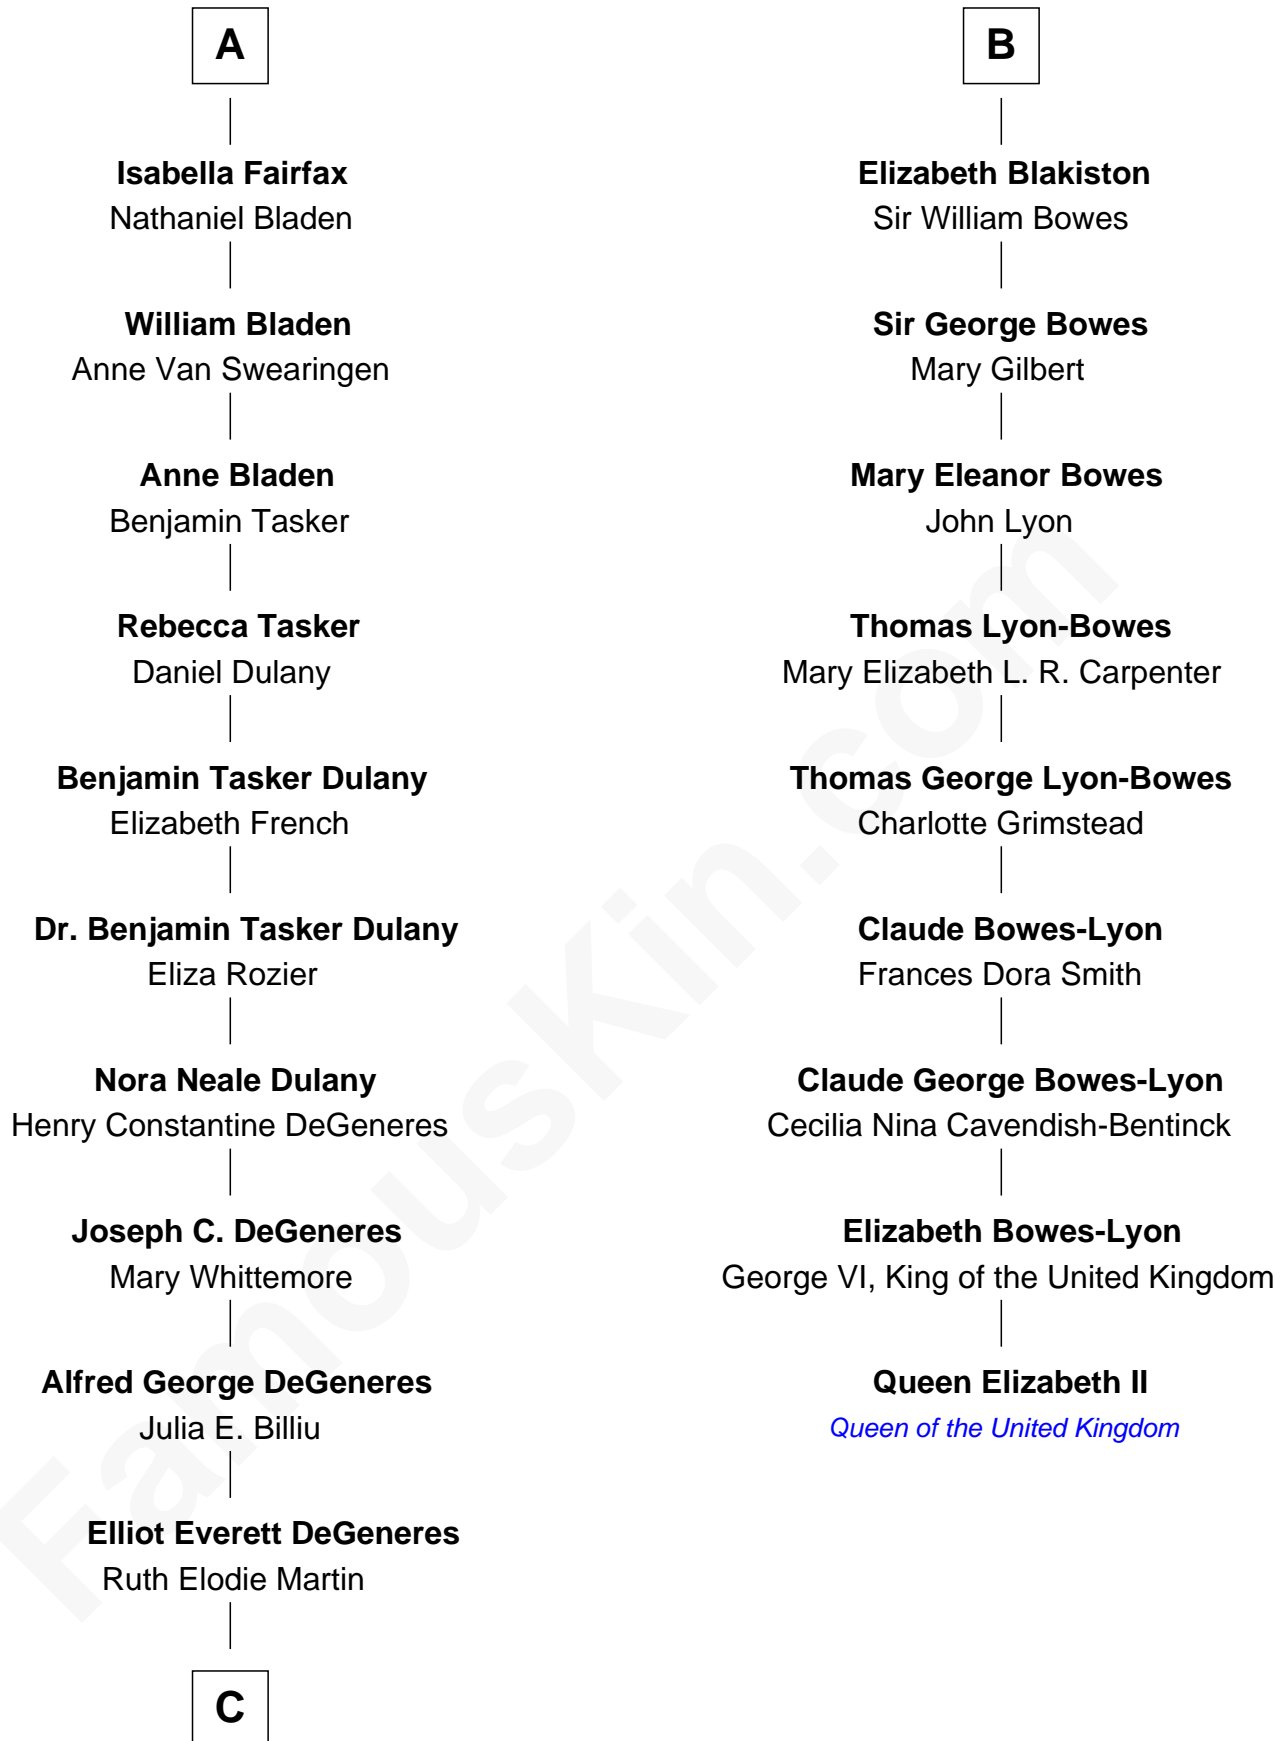 A
Isabella Fairfax
Nathaniel Bladen
William Bladen
Anne Van Swearingen
Anne Bladen
Benjamin Tasker
Rebecca Tasker
Daniel Dulany
Benjamin Tasker Dulany
Elizabeth French
Dr. Benjamin Tasker Dulany
Eliza Rozier
Nora Neale Dulany
Henry Constantine DeGeneres
Joseph C. DeGeneres
Mary Whittemore
Alfred George DeGeneres
Julia E. Billiu
Elliot Everett DeGeneres
Ruth Elodie Martin
C
B
Elizabeth Blakiston
Sir William Bowes
Sir George Bowes
Mary Gilbert
Mary Eleanor Bowes
John Lyon
Thomas Lyon-Bowes
Mary Elizabeth L. R. Carpenter
Thomas George Lyon-Bowes
Charlotte Grimstead
Claude Bowes-Lyon
Frances Dora Smith
Claude George Bowes-Lyon
Cecilia Nina Cavendish-Bentinck
Elizabeth Bowes-Lyon
George VI, King of the United Kingdom
Queen Elizabeth II
Queen of the United Kingdom
FamousKin.com